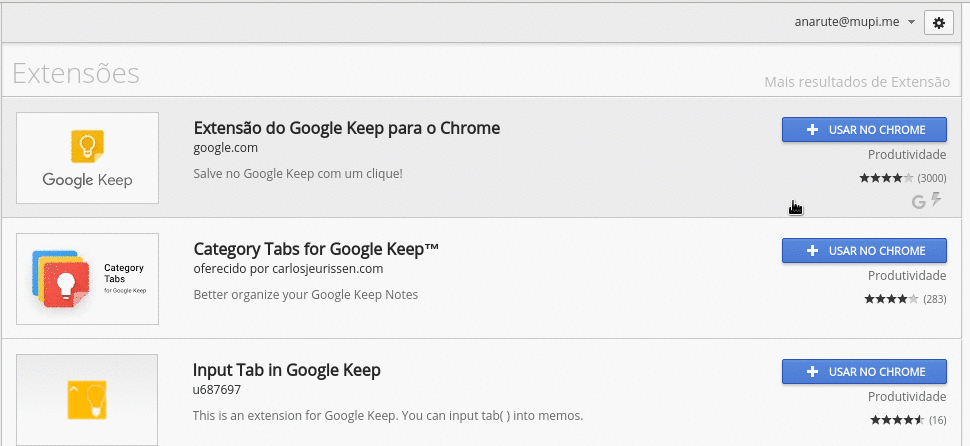 anarute@mupi.me
Extensões
Mais resultados de Extensão
Google Keep
Extensão do Google Keep para o Chrome
google.com
Salve no Google Keep com um clique!
USAR NO CHROME
Produtividade
(3000)
Category
Tabs
for Google Keep
Category Tabs for Google Keep™
oferecido por carlosjeurissen.com
Better organize your Google Keep Notes
USAR NO CHROME
Produtividade
(283)
Input Tab in Google Keep
u687697
This is an extension for Google Keep. You can input tab( ) into memos.
USAR NO CHROME
Produtividade
(16)